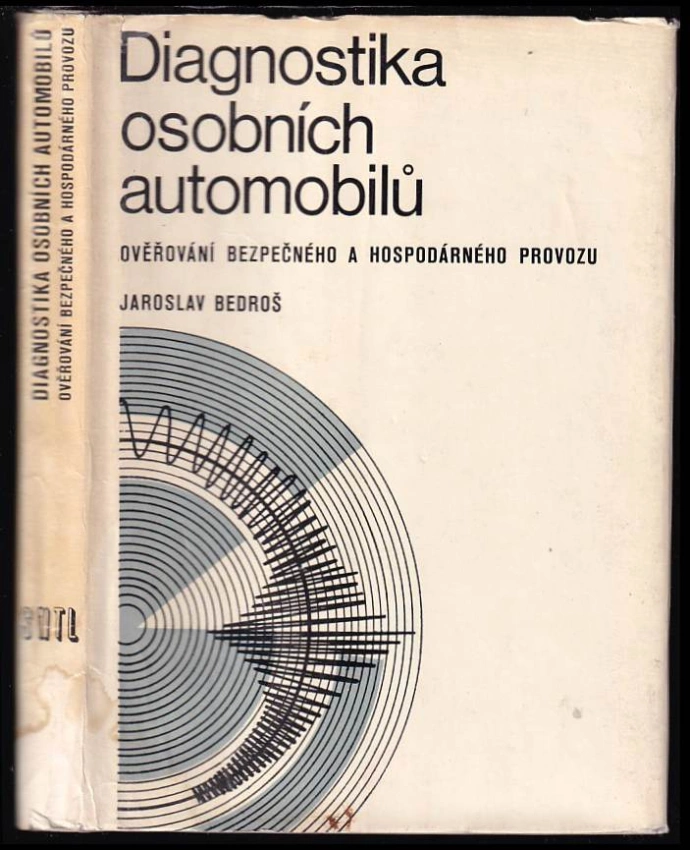 Diagnostika
osobních
automobilů
OVĚŘOVÁNÍ BEZPEČNÉHO A HOSPODÁRNÉHO PROVOZU
JAROSLAV BEDROŠ
DIAGNOSTIKA OSOBNÍCH AUTOMOBILŮ
OVĚŘOVÁNÍ BEZPEČNÉHO A HOSPODÁRNÉHO PROVOZU
SNTL